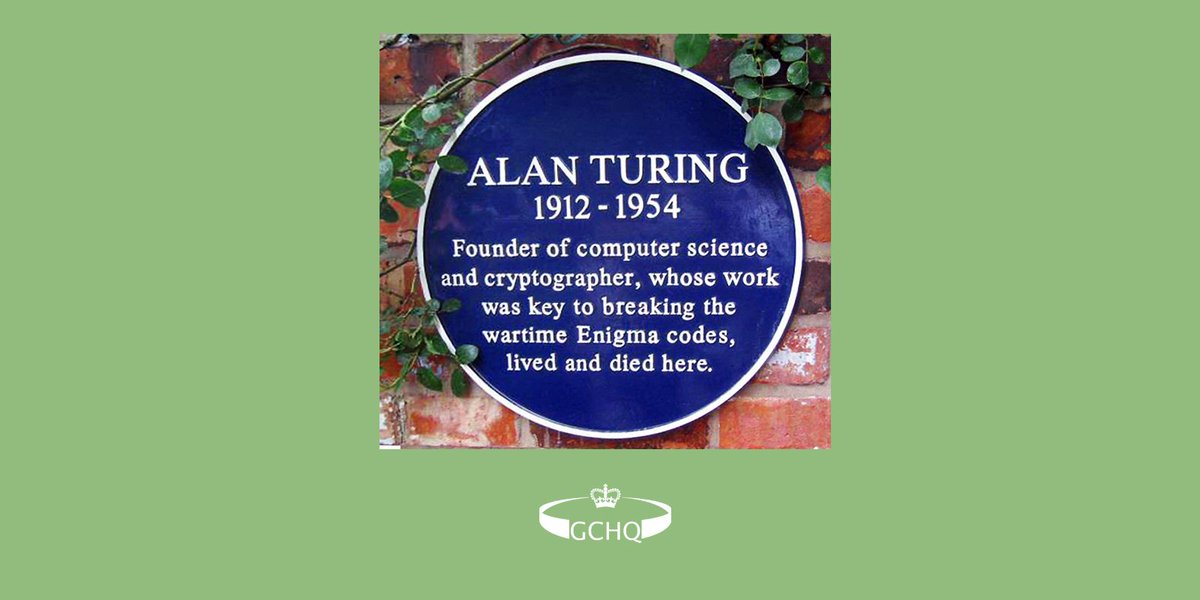 ALAN TURING
1912 - 1954
Founder of computer science
and cryptographer, whose work
was key to breaking the
wartime Enigma codes,
lived and died here.
GCHQ